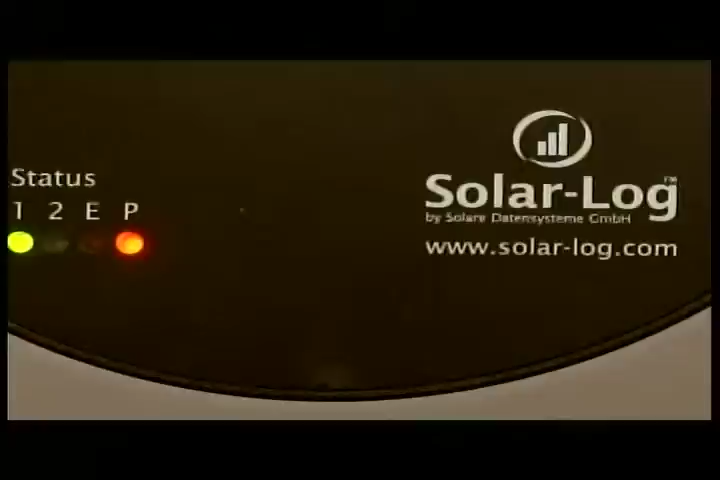 Status
1 2 E P
Solar-Log™
by Solare Datensysteme GmbH
www.solar-log.com